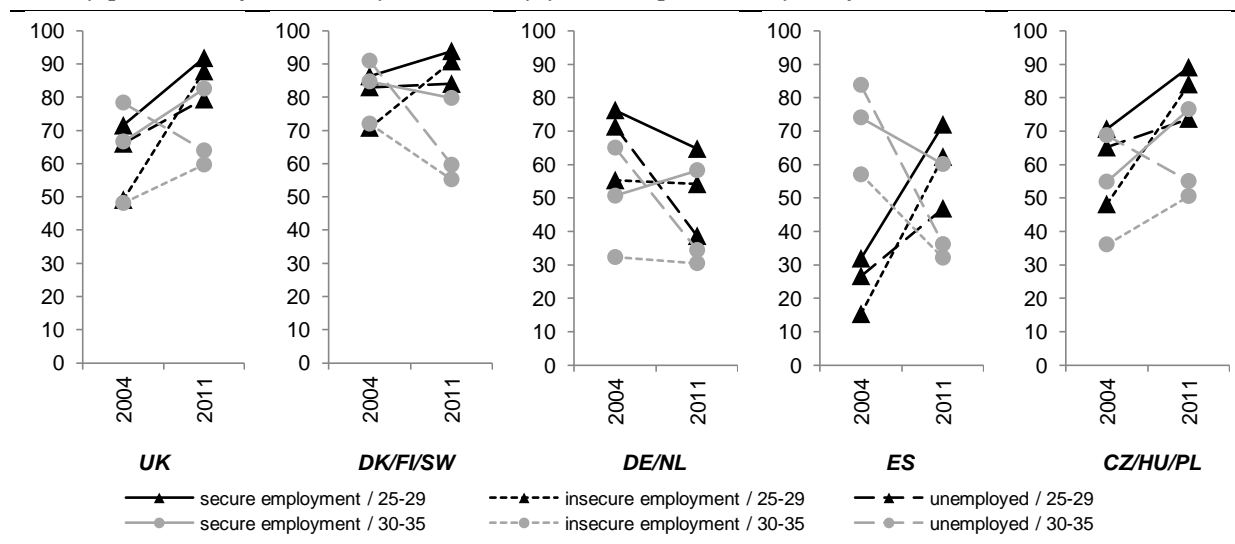 100 100 100 100 100
90 90 90 90 90
80 80 80 80 80
70 70 70 70 70
60 60 60 60 60
50 50 50 50 50
40 40 40 40 40
30 30 30 30 30
20 20 20 20 20
10 10 10 10 10
0 0 0 0 0
2004 2011 2004 2011 2004 2011 2004 2011 2004 2011
UK DK/FI/SW DE/NL ES CZ/HU/PL
secure employment / 25-29 insecure employment / 25-29 unemployed / 25-29
secure employment / 30-35 insecure employment / 30-35 unemployed / 30-35